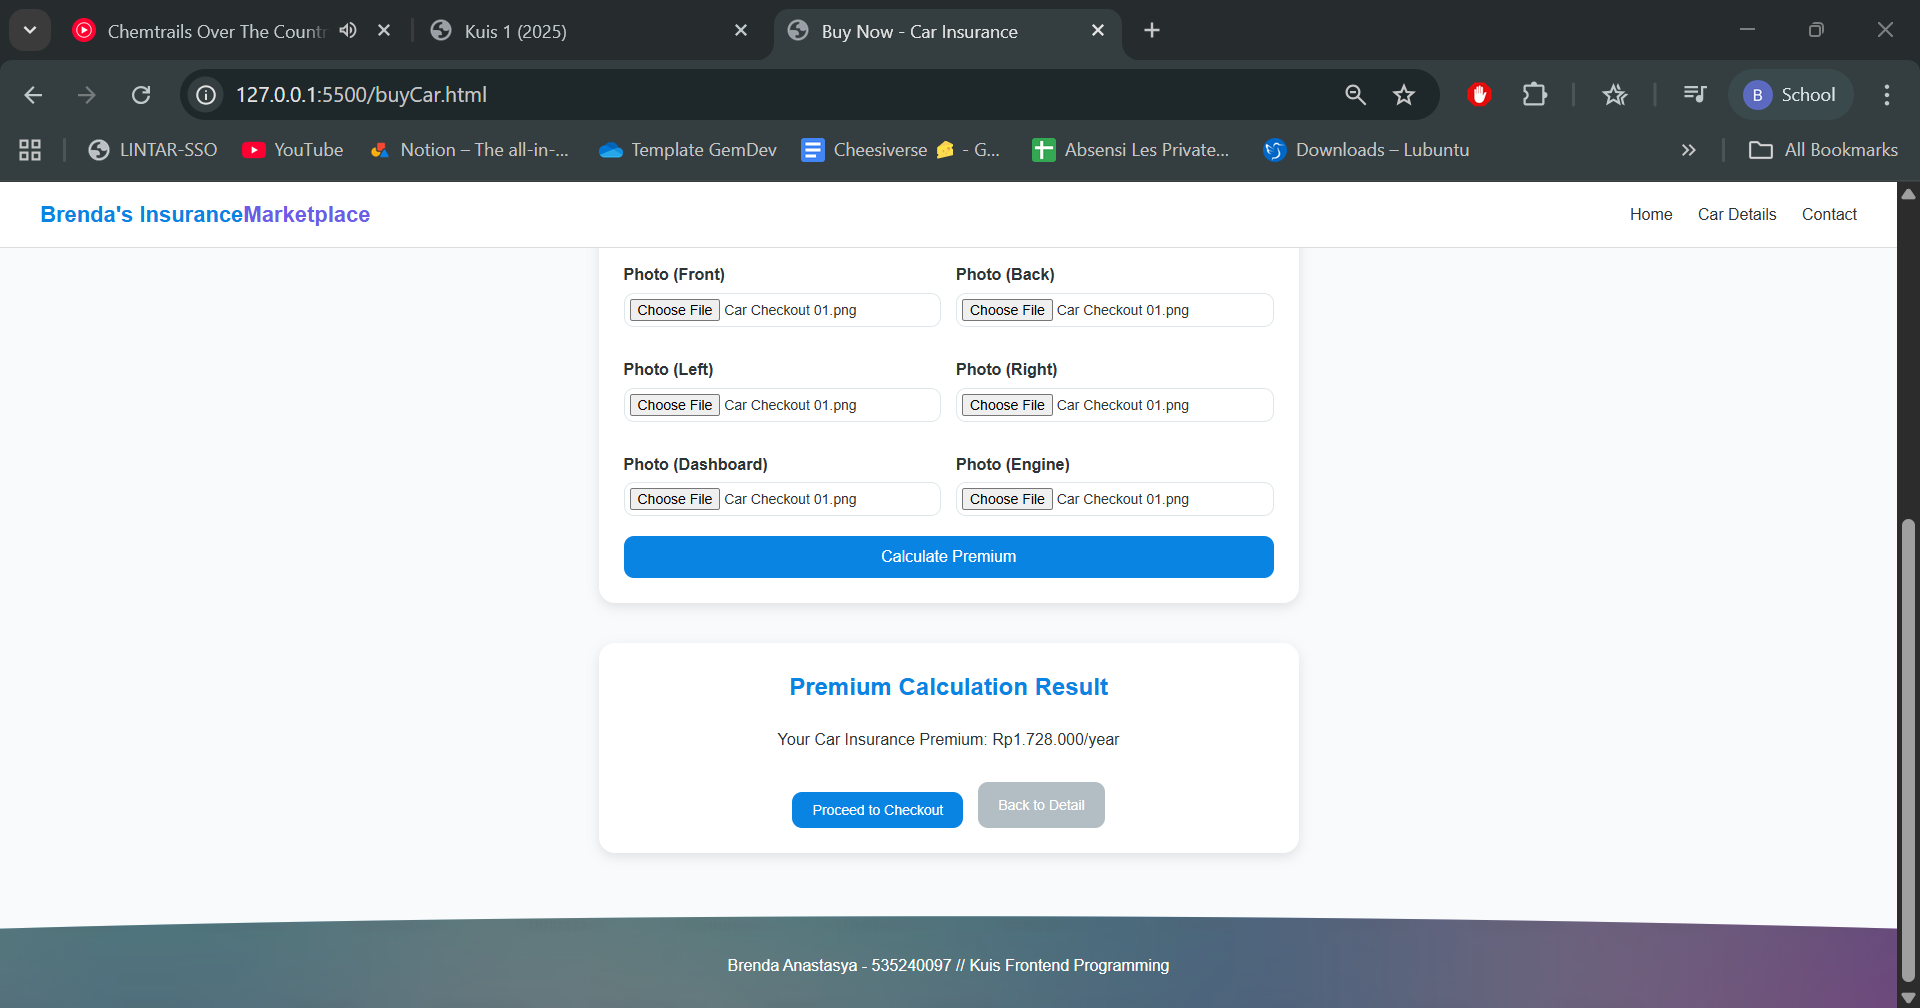 Chemtrails Over The Count
Kuis 1 (2025)
Buy Now - Car Insurance
127.0.0.1:5500/buyCar.html
B School
LINTAR-SSO
YouTube
Notion – The all-in-...
Template GemDev
Cheesiverse 🧀 - G...
Absensi Les Private...
Downloads – Lubuntu
All Bookmarks
Brenda's InsuranceMarketplace
Home
Car Details
Contact
Photo (Front)
Photo (Back)
Choose File Car Checkout 01.png
Choose File Car Checkout 01.png
Photo (Left)
Photo (Right)
Choose File Car Checkout 01.png
Choose File Car Checkout 01.png
Photo (Dashboard)
Photo (Engine)
Choose File Car Checkout 01.png
Choose File Car Checkout 01.png
Calculate Premium
Premium Calculation Result
Your Car Insurance Premium: Rp1.728.000/year
Proceed to Checkout
Back to Detail
Brenda Anastasya - 535240097 // Kuis Frontend Programming